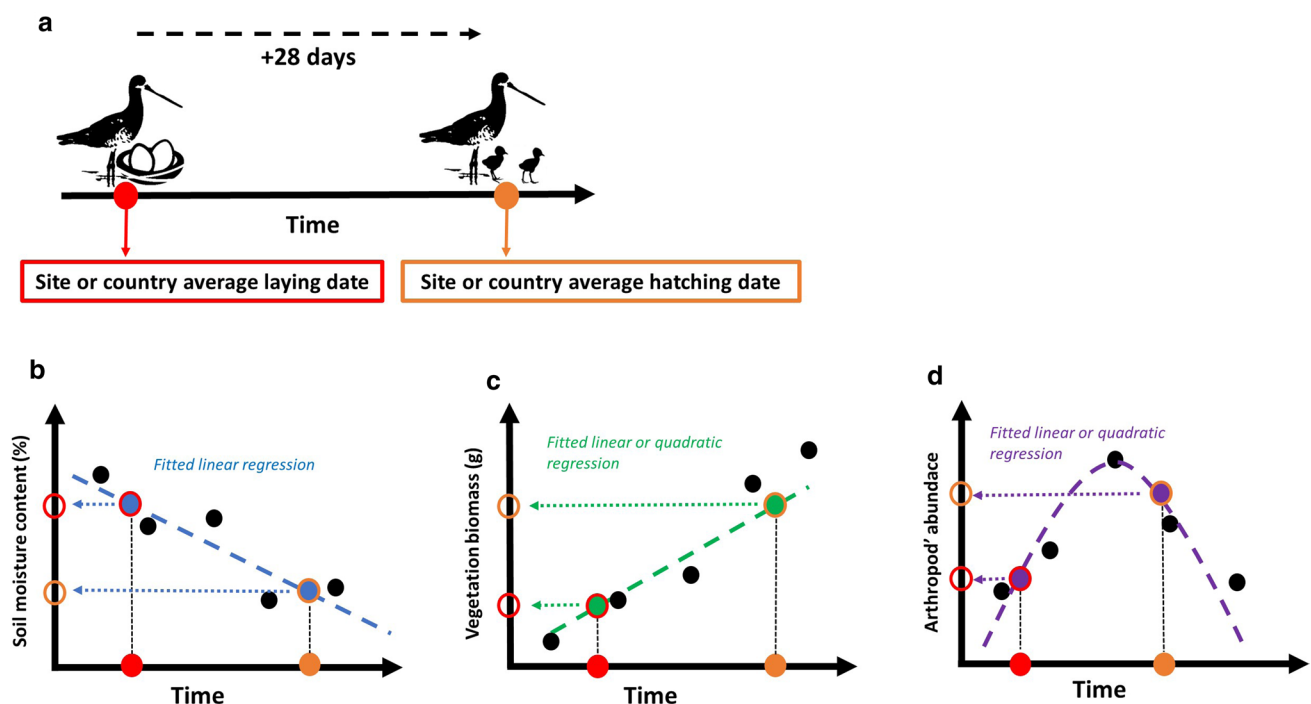 a
+28 days
Time
Site or country average laying date
Site or country average hatching date
b
Soil moisture content (%)
Fitted linear regression
Time
c
Vegetation biomass (g)
Fitted linear or quadratic
regression
Time
d
Arthropod' abundace
Fitted linear or quadratic
regression
Time